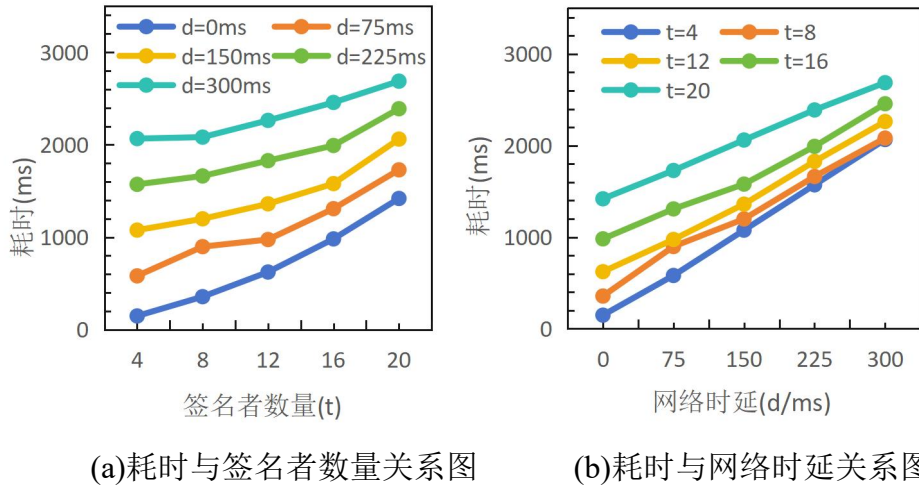 d=0ms d=75ms
d=150ms d=225ms
d=300ms
3000
2000
1000
0
耗时(ms)
4 8 12 16 20
签名者数量(t)
(a)耗时与签名者数量关系图
t=4 t=8
t=12 t=16
t=20
3000
2000
1000
0
耗时(ms)
0 75 150 225 300
网络时延(d/ms)
(b)耗时与网络时延关系图